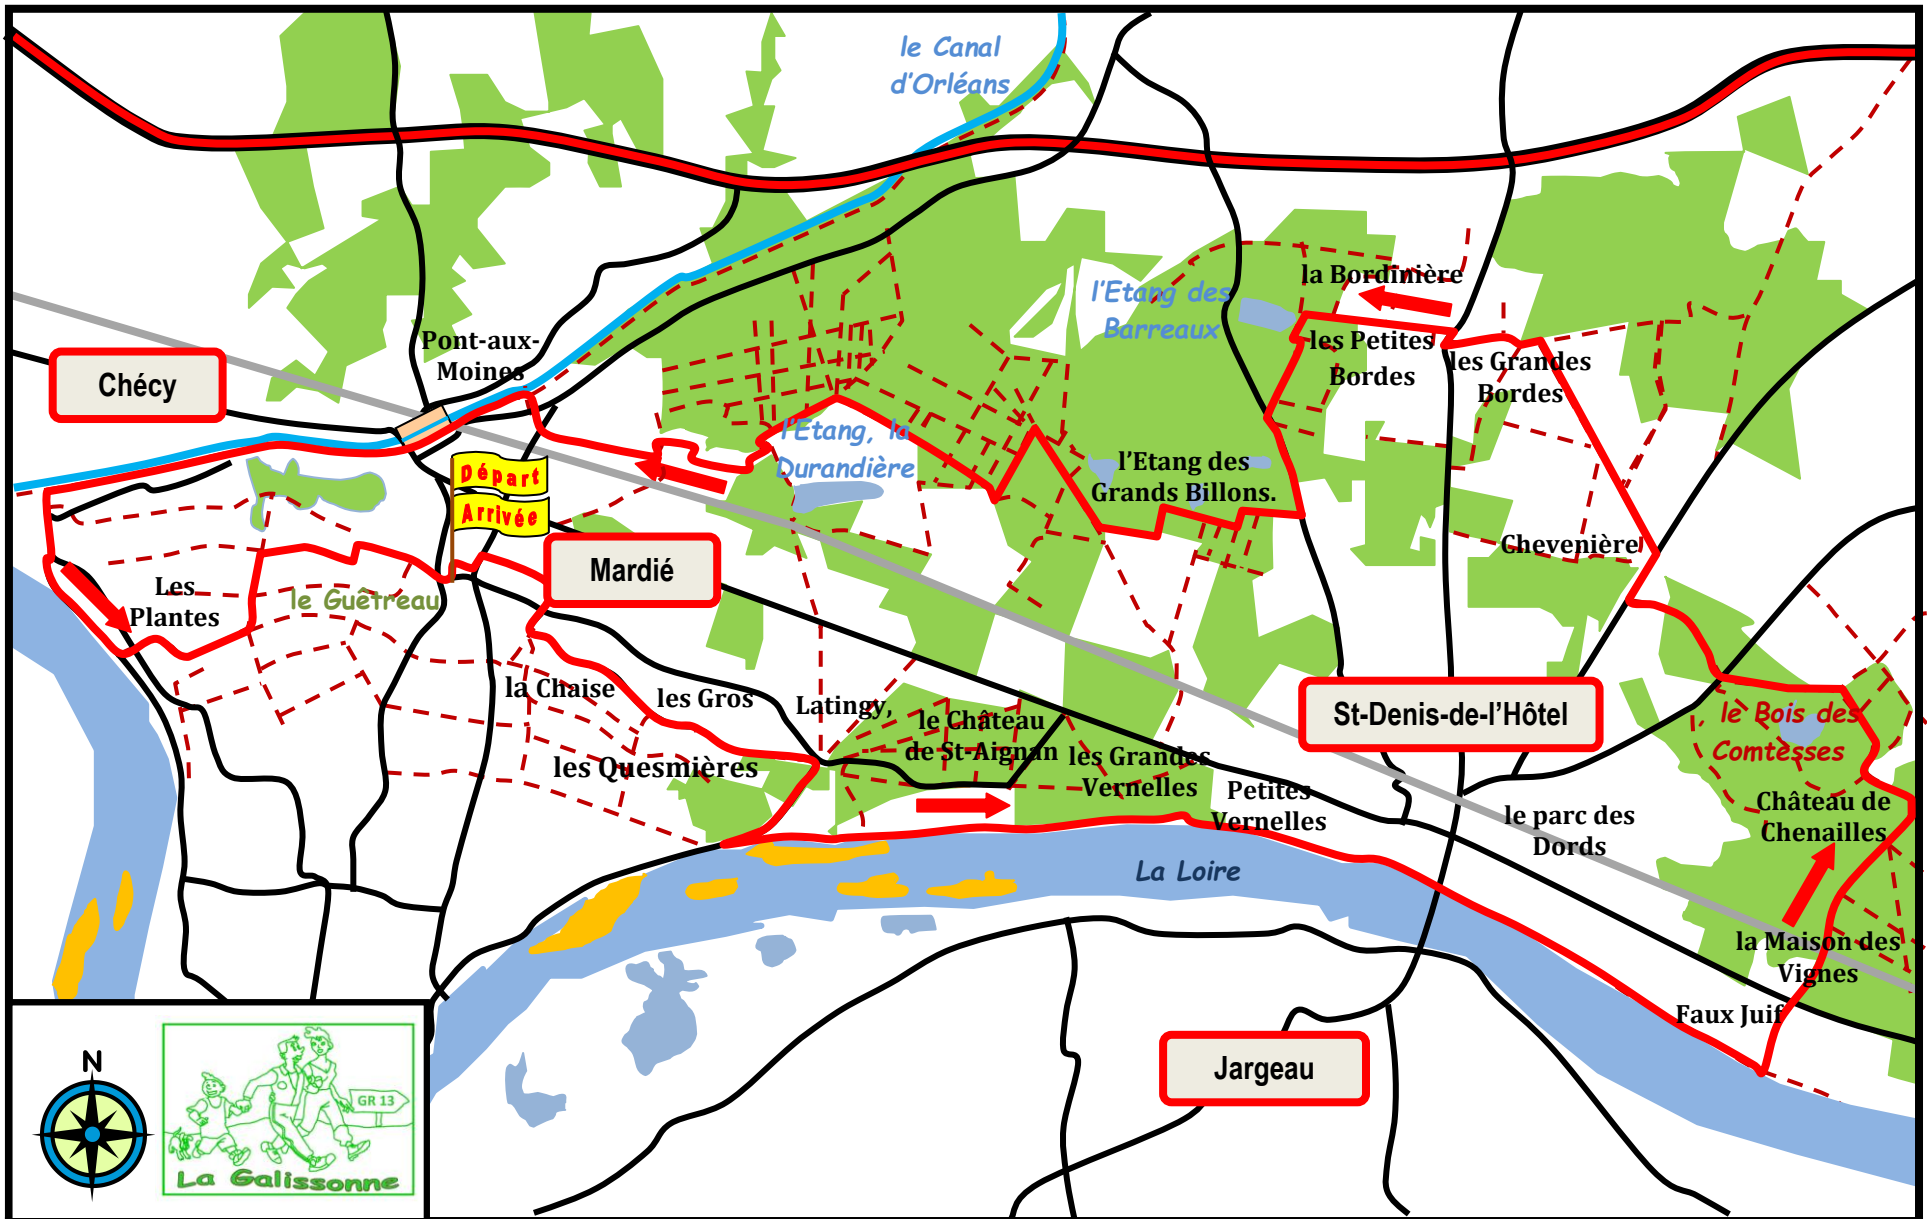 le Canal
d'Orléans
l'Etang des
Barreaux
la Bordinière
Pont-aux-
Moines
les Petites
Bordes
les Grandes
Bordes
Chécy
l'Etang, la
Durandière
l'Etang des
Grands Billons.
Départ
Arrivée
Mardié
Chevenière
Les
Plantes
le Guêtreau
la Chaise
les Gros
Latingy,
le Château
de St-Aignan
les Grandes
Vernelles
St-Denis-de-l'Hôtel
le Bois des
Comtesses
les Quesmières
Petites
Vernelles
le parc des
Dords
Château de
Chenailles
La Loire
la Maison des
Vignes
Faux Juif
Jargeau
N
GR 13
La Galissonne